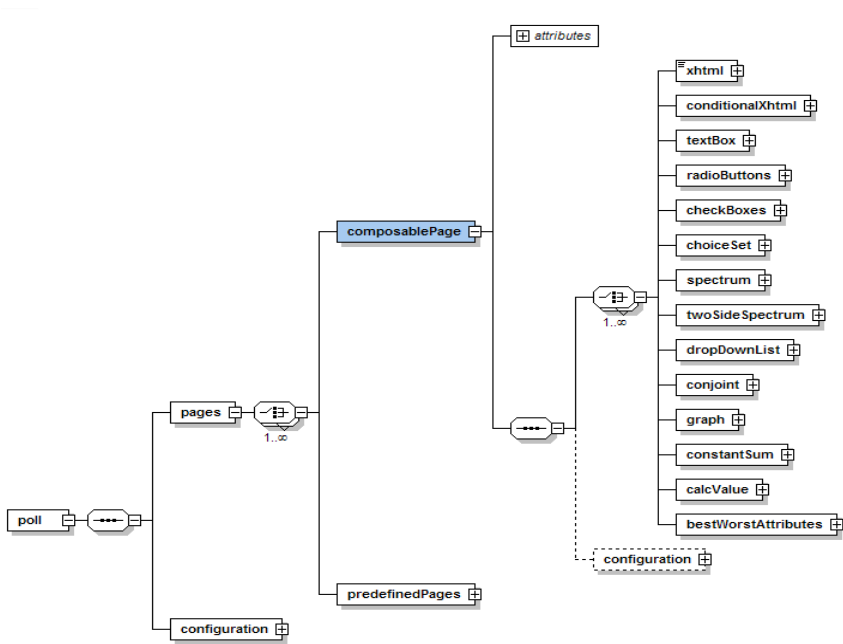 attributes
xhtml
conditionalXhtml
textBox
radioButtons
checkBoxes
composablePage
choiceSet
spectrum
1..∞
twoSideSpectrum
dropDownList
conjoint
pages
graph
1..∞
constantSum
calcValue
poll
bestWorstAttributes
configuration
predefinedPages
configuration